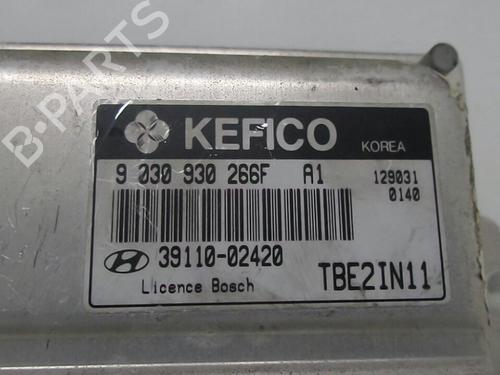 KEFICO KOREA
9 030 930 266F A1 129031
0140
39110-02420
Licence Bosch TBE2IN11
B-PARTS